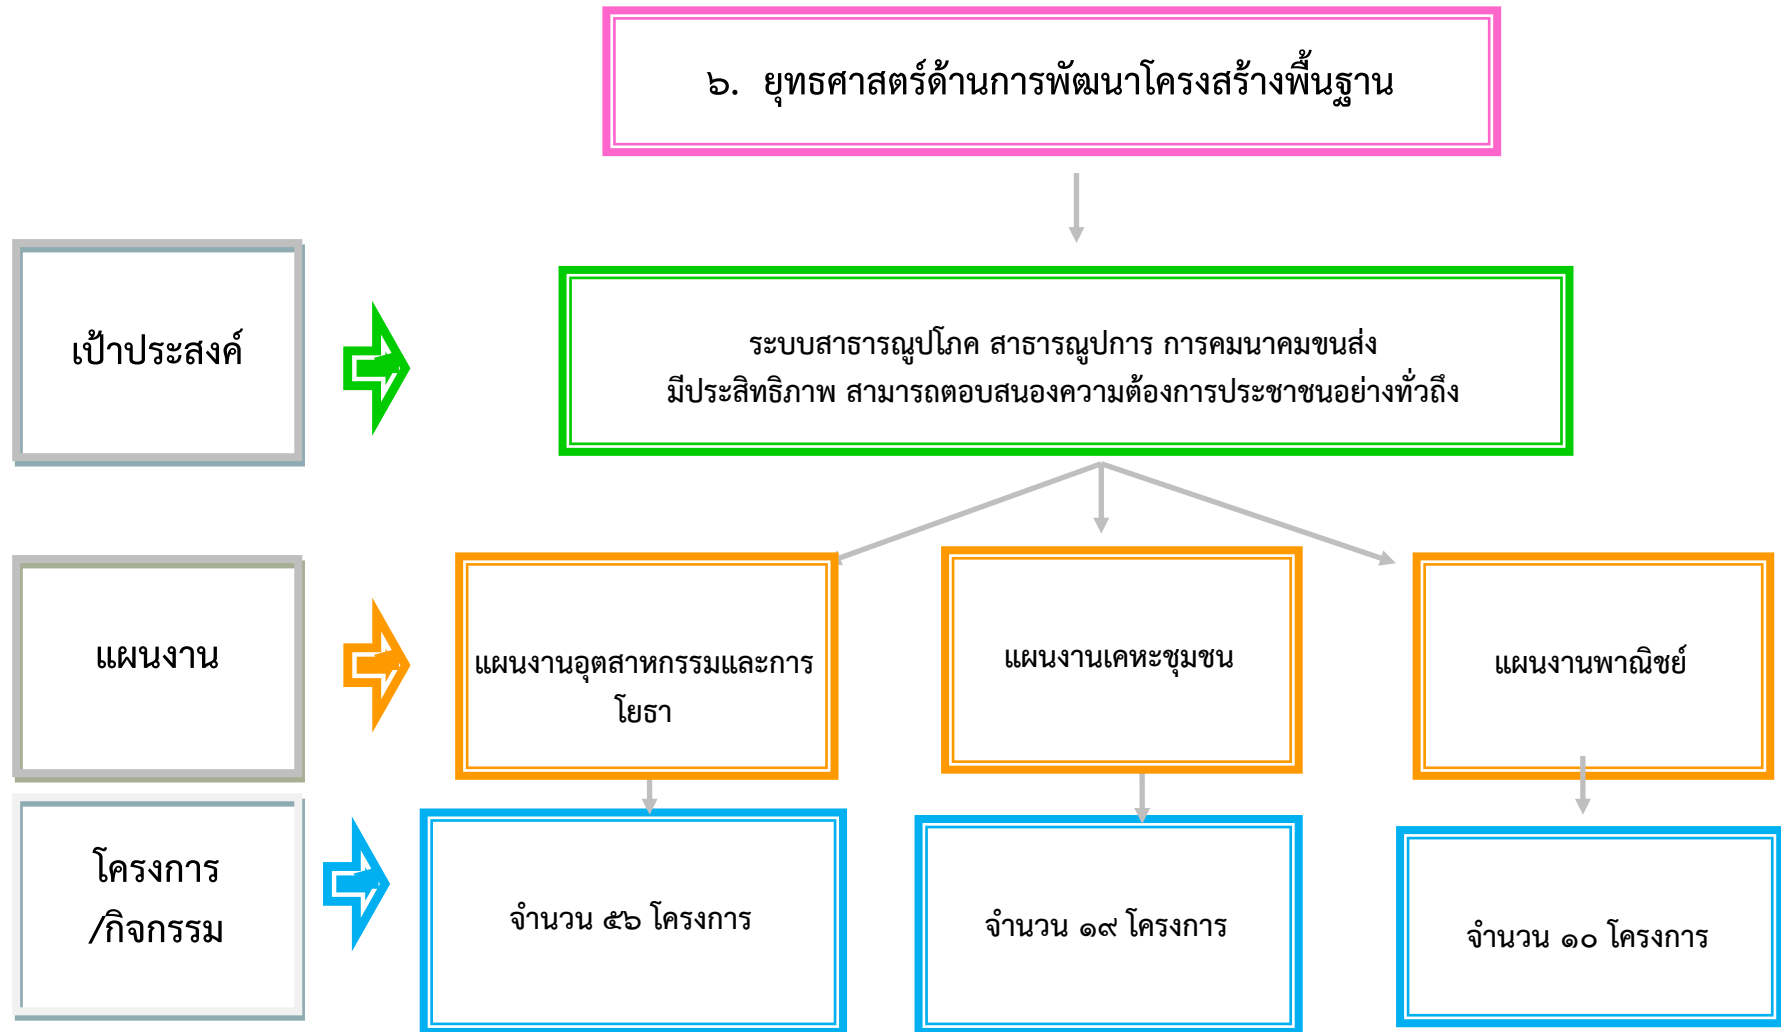 ๖. ยุทธศาสตร์ด้านการพัฒนาโครงสร้างพื้นฐาน
เป้าประสงค์
ระบบสาธารณูปโภค สาธารณูปการ การคมนาคมขนส่ง
มีประสิทธิภาพ สามารถตอบสนองความต้องการประชาชนอย่างทั่วถึง
แผนงาน
แผนงานอุตสาหกรรมและการ
โยธา
แผนงานเคหะชุมชน
แผนงานพาณิชย์
โครงการ
/กิจกรรม
จำนวน ๕๖ โครงการ
จำนวน ๑๙ โครงการ
จำนวน ๑๐ โครงการ